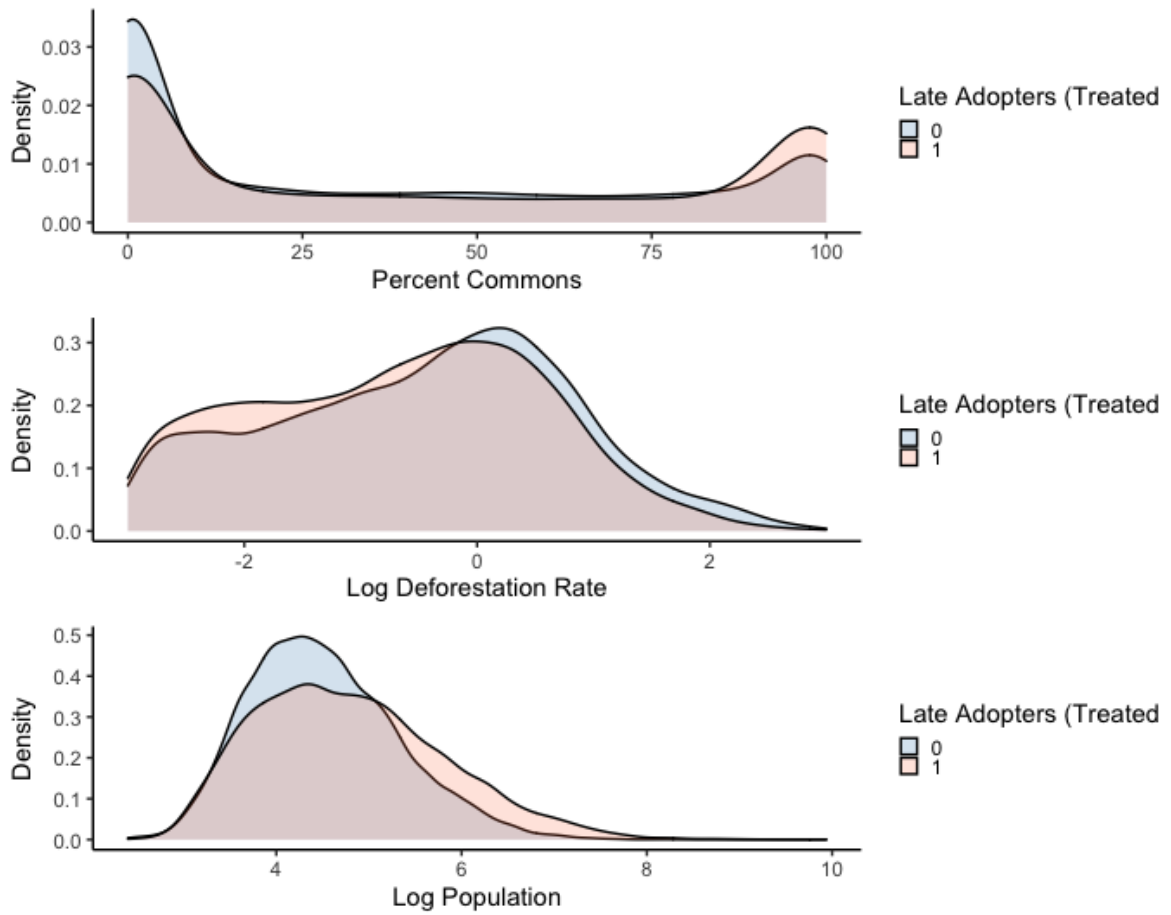 Density
0.03
0.02
0.01
0.00
0 25 50 75 100
Percent Commons
Late Adopters (Treated
0
1
Density
0.3
0.2
0.1
0.0
-2 0 2
Log Deforestation Rate
Late Adopters (Treated
0
1
Density
0.5
0.4
0.3
0.2
0.1
0.0
4 6 8 10
Log Population
Late Adopters (Treated
0
1